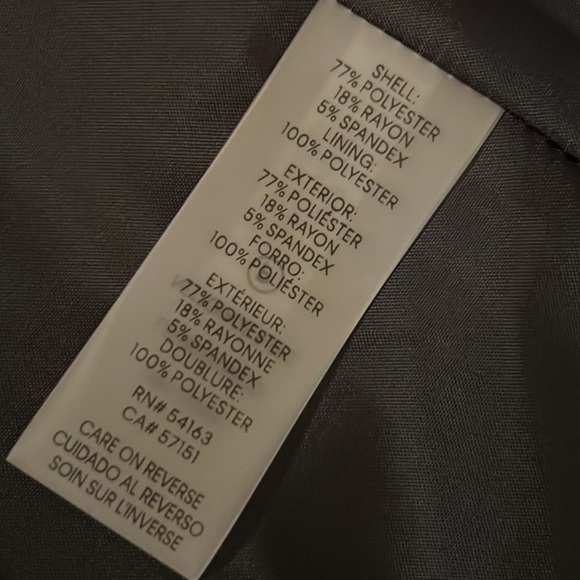 SHELL:
77% POLYESTER
18% RAYON
5% SPANDEX
LINING:
100% POLYESTER
EXTERIOR:
77% POLIÉSTER
18% RAYON
5% SPANDEX
FORRO:
100% POLIÉSTER
EXTÉRIEUR:
77% POLYESTER
18% RAYONNE
5% SPANDEX
DOUBLURE:
100% POLYESTER
RN# 54163
CA# 57151
CARE ON REVERSE
CUIDADO AL REVERSO
SOIN SUR L'INVERSE